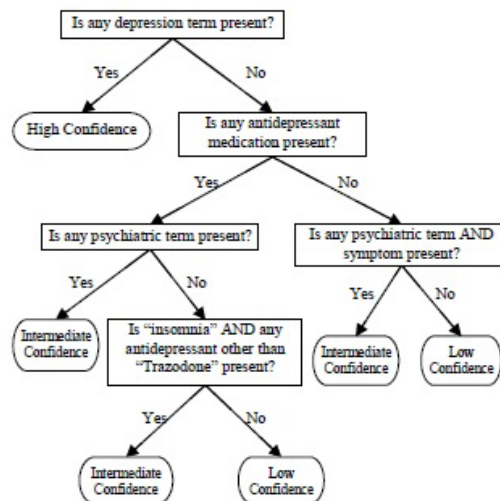 Is any depression term present?
Yes
No
High Confidence
Is any antidepressant
medication present?
Yes
No
Is any psychiatric term present?
Is any psychiatric term AND
symptom present?
Yes
No
Yes
No
Intermediate
Confidence
Is "insomnia" AND any
antidepressant other than
"Trazodone" present?
Intermediate
Confidence
Low
Confidence
Yes
No
Intermediate
Confidence
Low
Confidence